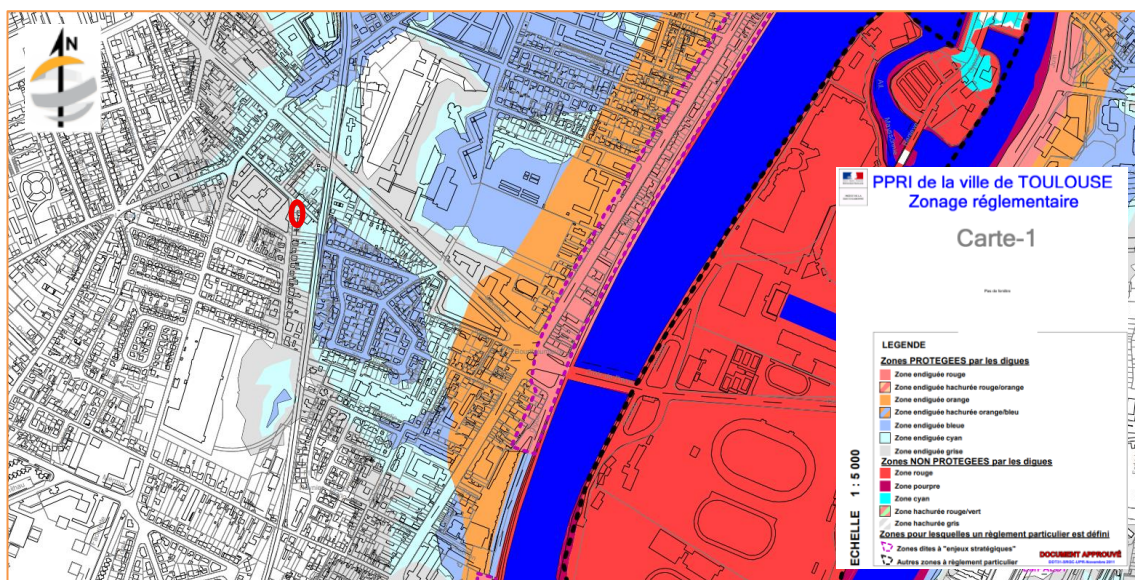 N
PPRI de la ville de TOULOUSE
Zonage réglementaire
Carte-1
LEGENDE
Zones PROTEGEES par les digues
Zone endiguée rouge
Zone endiguée hachurée rouge/orange
Zone endiguée orange
Zone endiguée hachurée orange/bleu
Zone endiguée bleue
Zone endiguée cyan
Zone endiguée grise
Zones NON PROTEGEES par les digues
Zone rouge
Zone pourpre
Zone cyan
Zone hachurée rouge/vert
Zone hachurée gris
Zones pour lesquelles un règlement particulier est défini
Zones dites à "enjeux stratégiques"
Autres zones à règlement particulier
DOCUMENT APPROUVÉ
ECHELLE 1 : 5 000